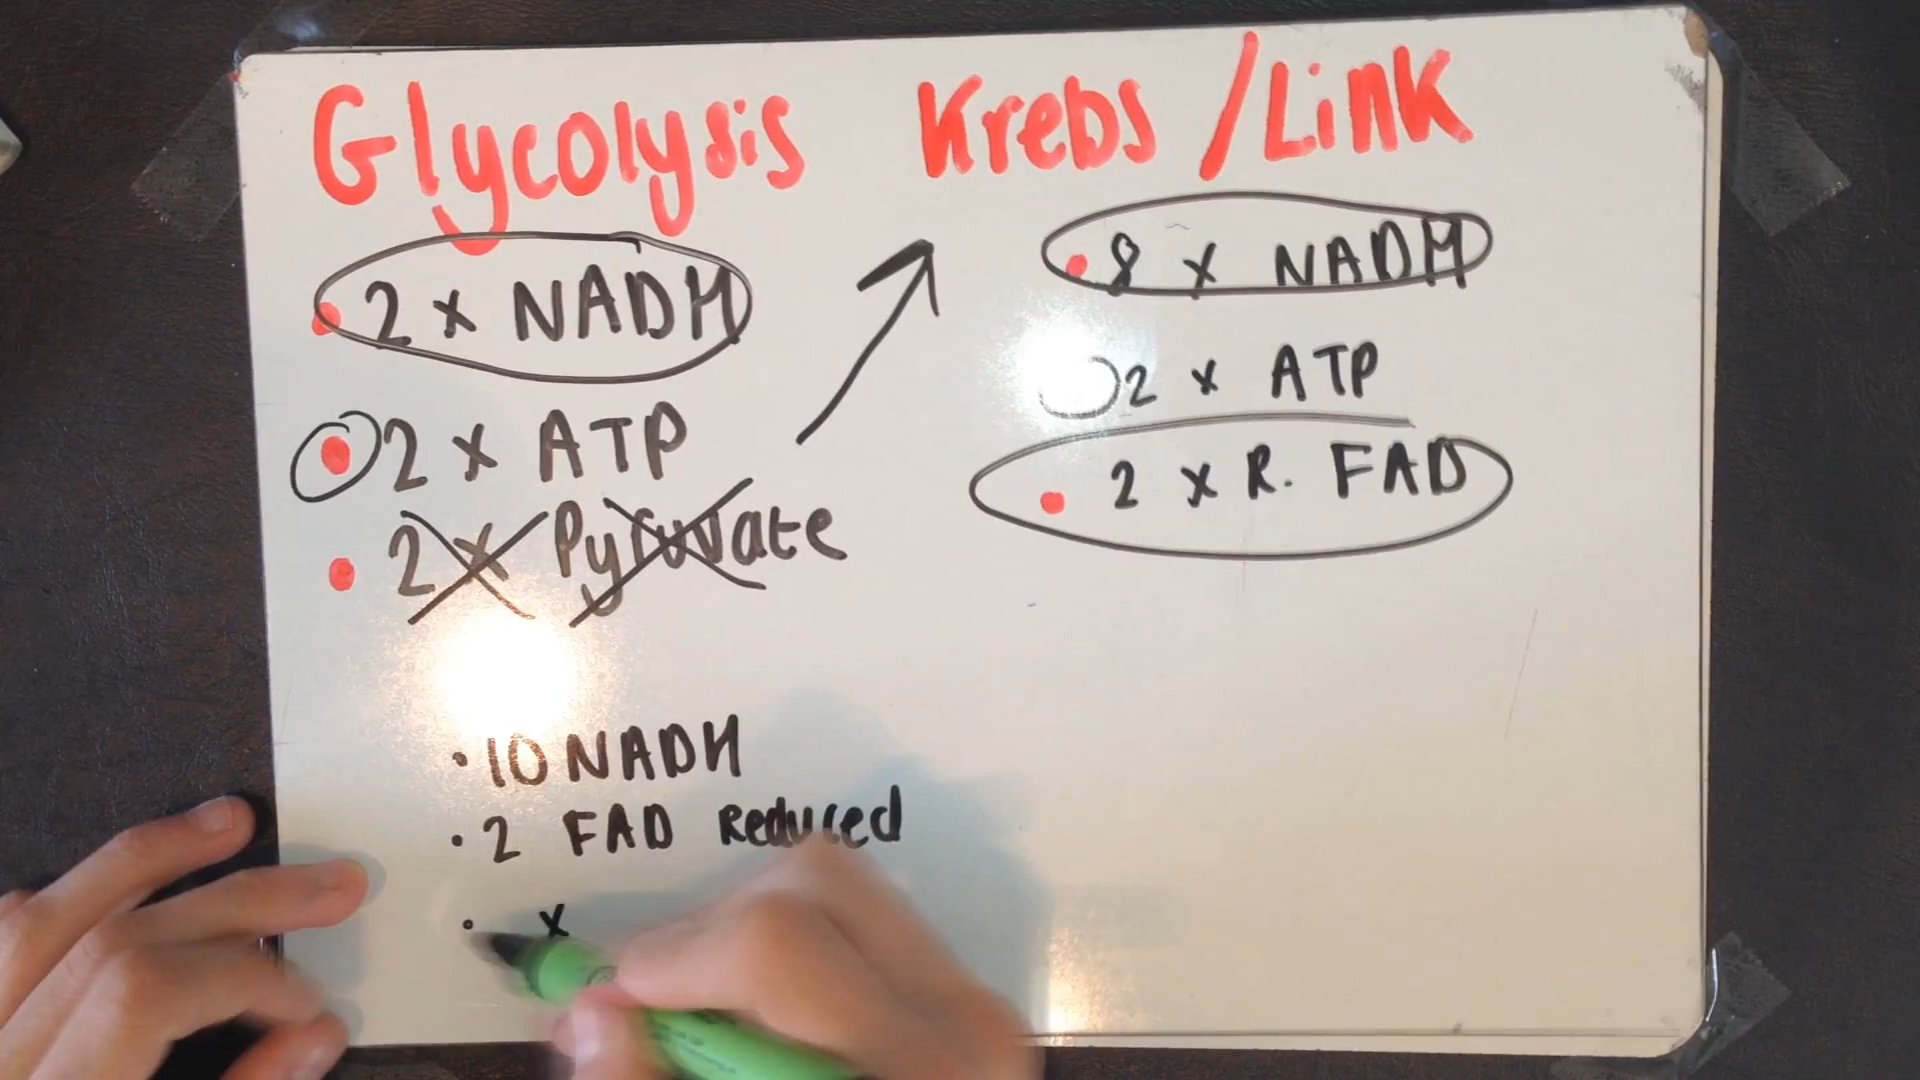 Glycolysis
2 x NADH
2 x ATP
2 x Pyruvate
Krebs / Link
8 x NADH
2 x ATP
2 x R. FAD
• 10 NADH
• 2 FAD Reduced
• x